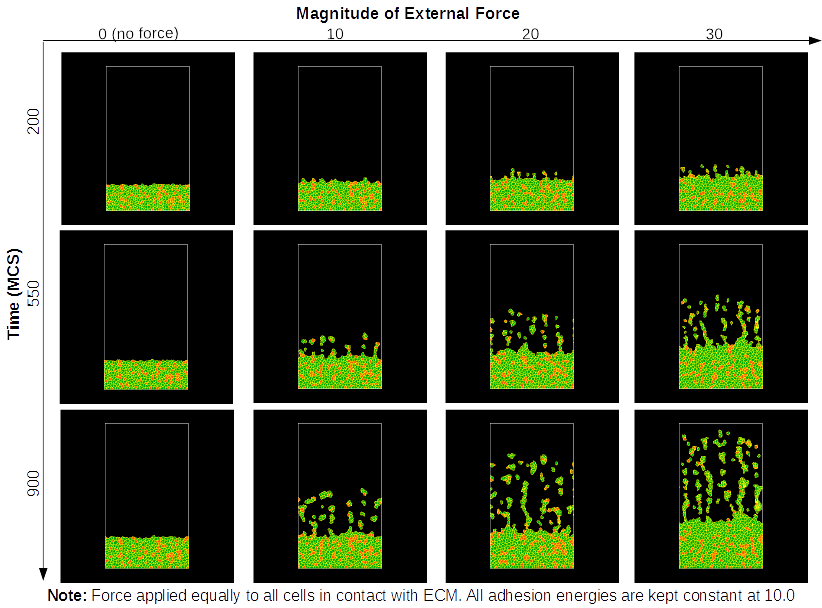 Magnitude of External Force
0 (no force) 10 20 30
200
Time (MCS)
550
900
Note: Force applied equally to all cells in contact with ECM. All adhesion energies are kept constant at 10.0